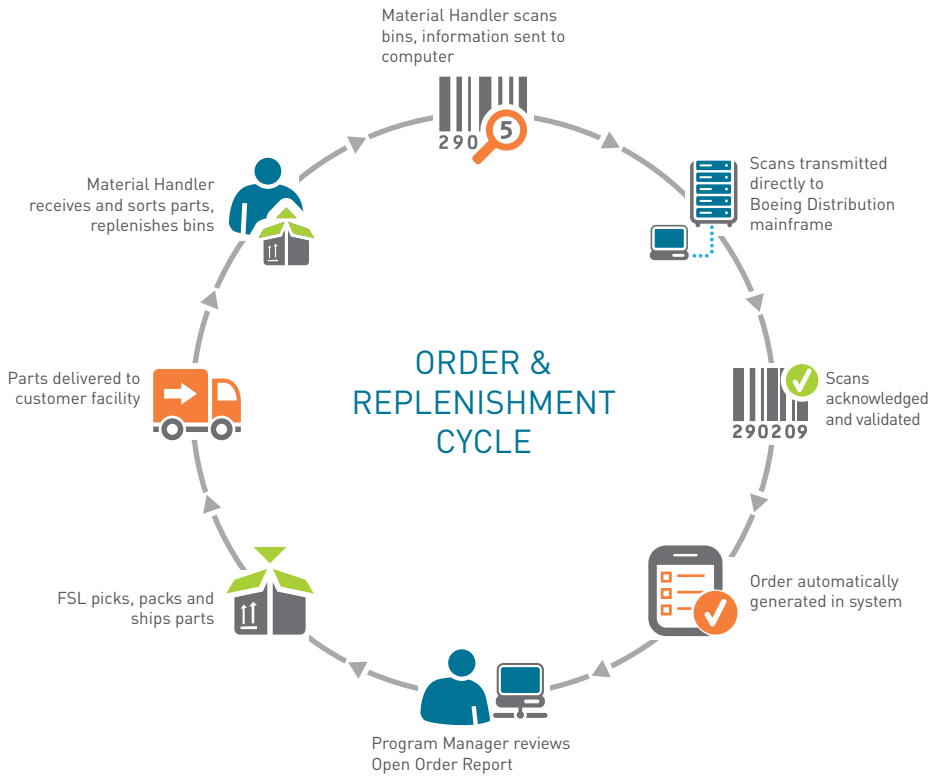 Material Handler scans
bins, information sent to
computer
290
5
Scans transmitted
directly to
Boeing Distribution
mainframe
Scans
acknowledged
and validated
290209
Order automatically
generated in system
Program Manager reviews
Open Order Report
FSL picks, packs and
ships parts
Parts delivered to
customer facility
Material Handler
receives and sorts parts,
replenishes bins
ORDER &
REPLENISHMENT
CYCLE